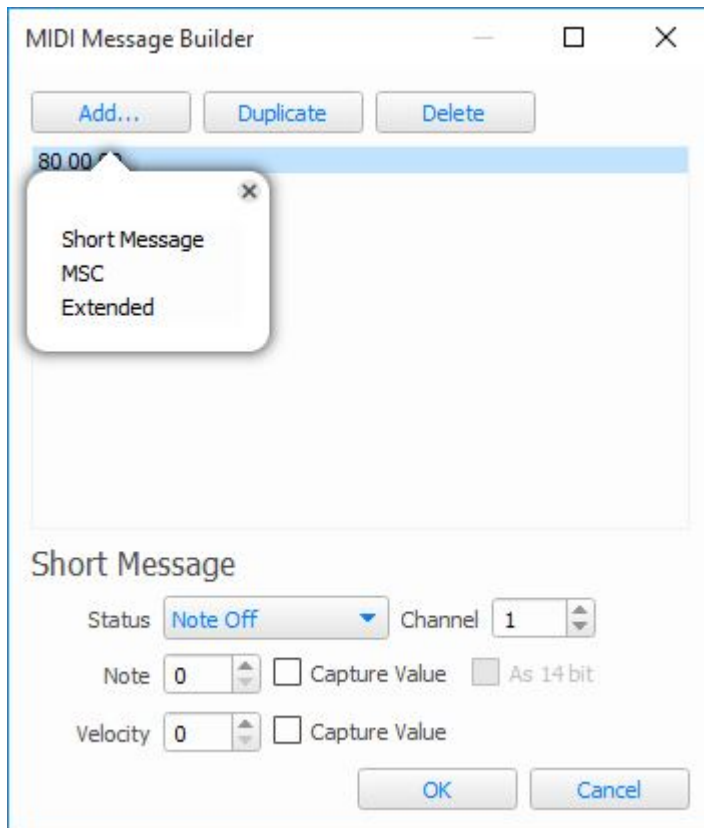 MIDI Message Builder
Add... Duplicate Delete
80 00
Short Message
MSC
Extended
Short Message
Status Note Off Channel 1
Note 0 Capture Value As 14 bit
Velocity 0 Capture Value
OK Cancel